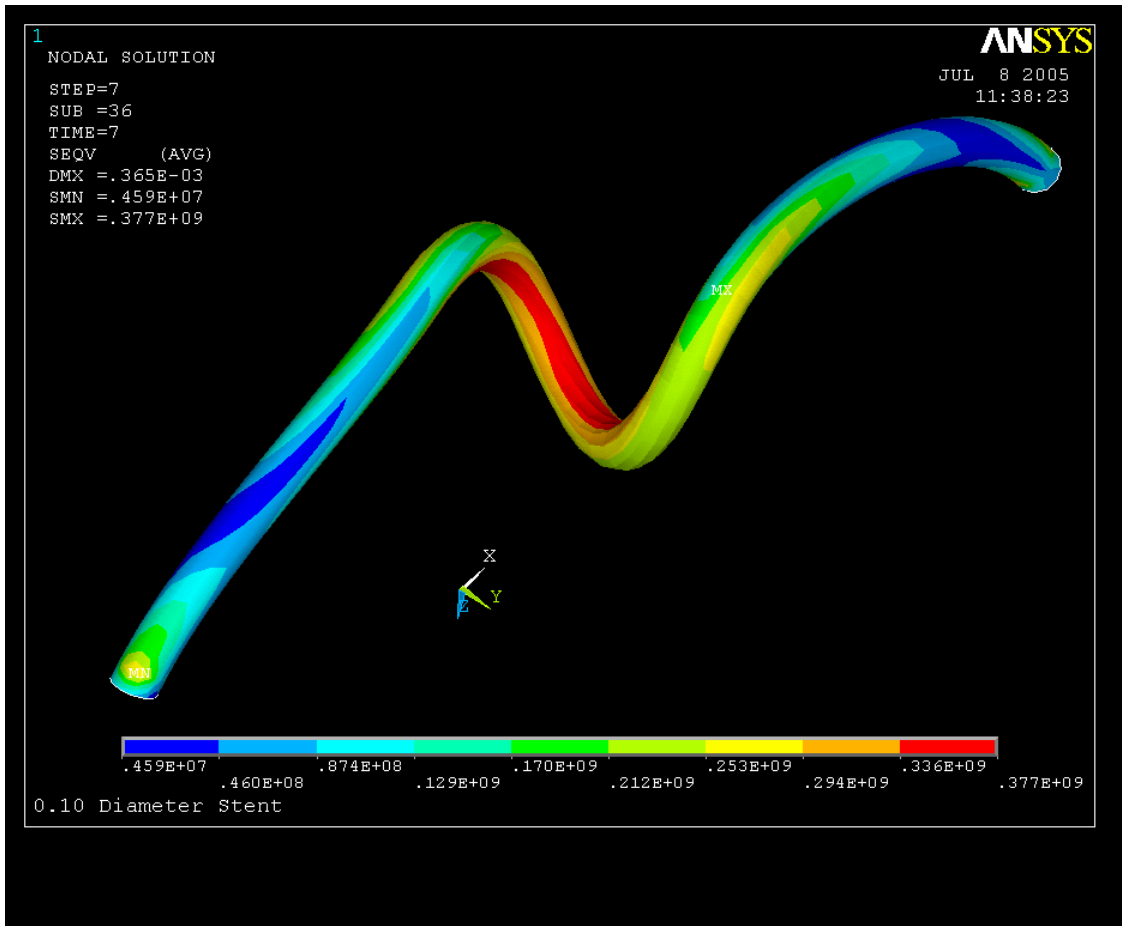 1
ANSYS
NODAL SOLUTION
JUL  8 2005
11:38:23
STEP=7
SUB =36
TIME=7
SEQV     (AVG)
DMX =.365E-03
SMN =.459E+07
SMX =.377E+09
MX
X
Y
Z
MN
.459E+07 .874E+08 .170E+09 .253E+09 .336E+09
.460E+08 .129E+09 .212E+09 .294E+09 .377E+09
0.10 Diameter Stent